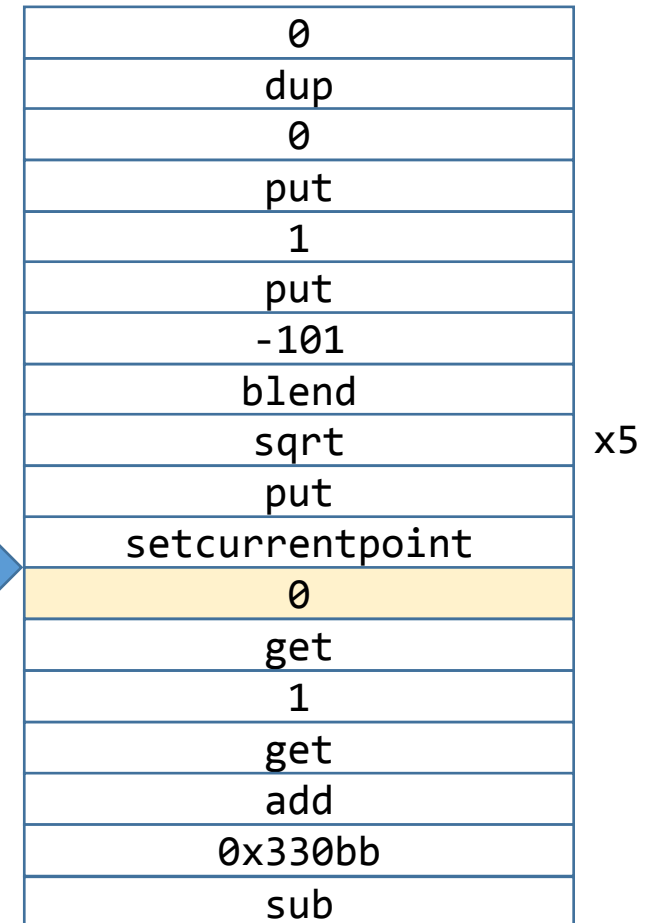 0
dup
0
put
1
put
-101
blend
sqrt x5
put
setcurrentpoint
0
get
1
get
add
0x330bb
sub